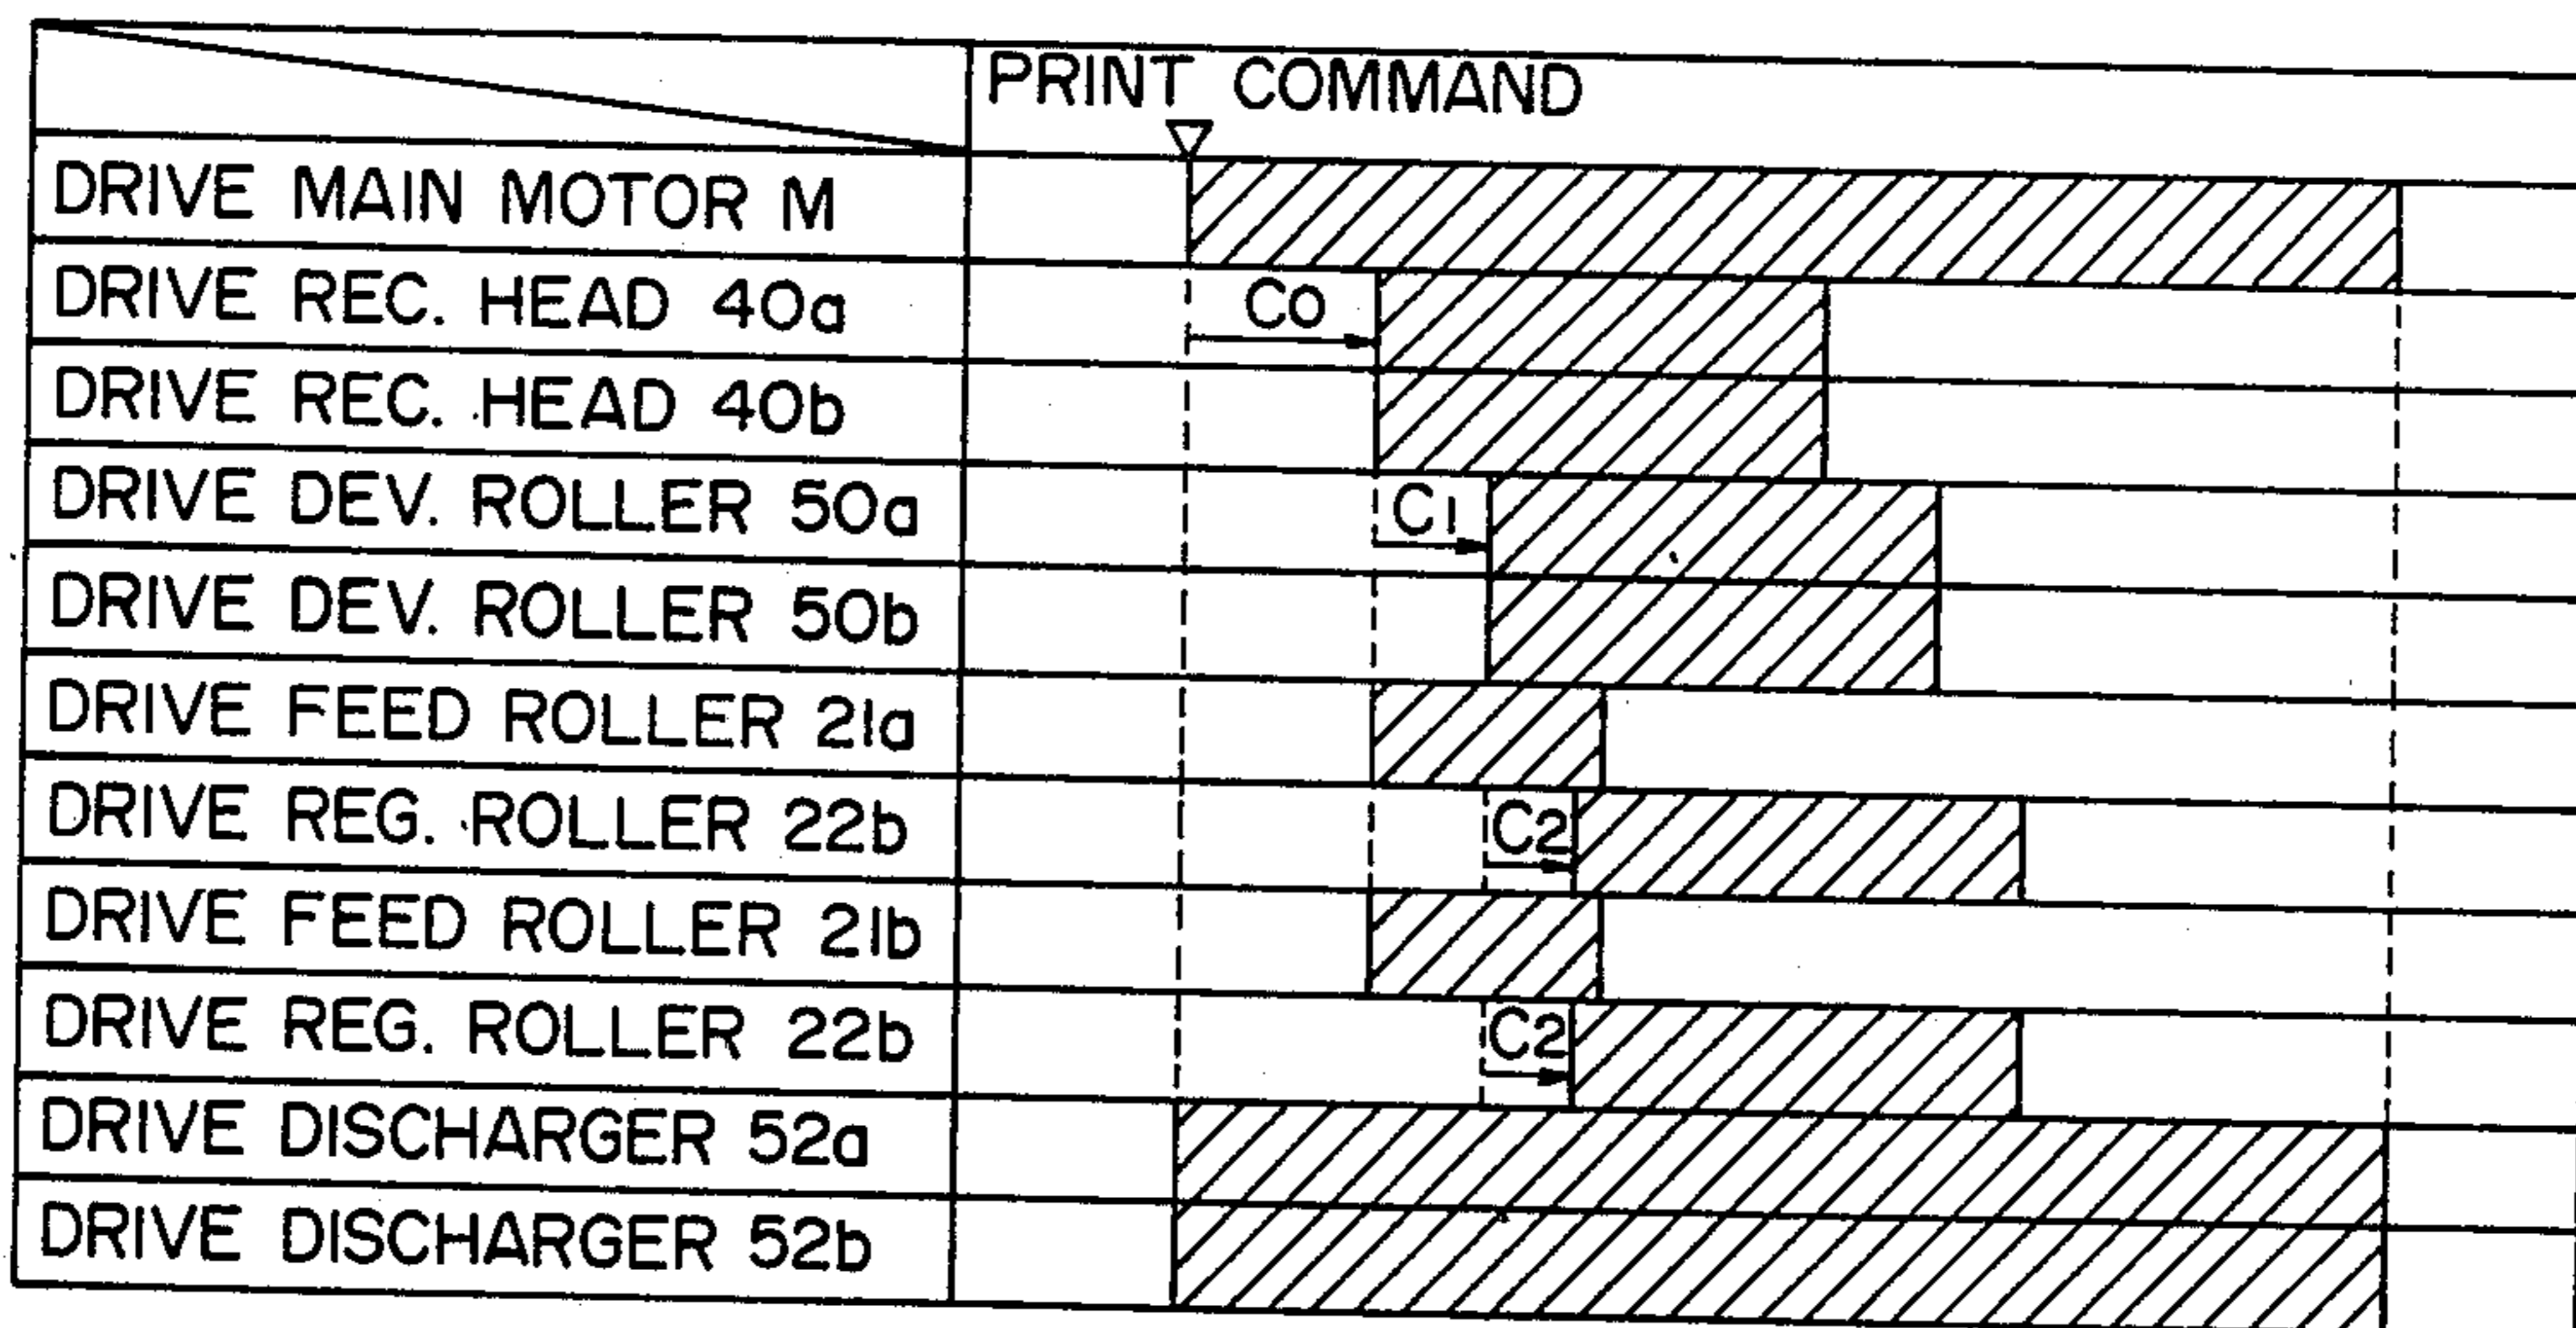 PRINT COMMAND
DRIVE MAIN MOTOR M
DRIVE REC. HEAD 40a
C0
DRIVE REC. HEAD 40b
DRIVE DEV. ROLLER 50a
C1
DRIVE DEV. ROLLER 50b
DRIVE FEED ROLLER 21a
DRIVE REG. ROLLER 22b
C2
DRIVE FEED ROLLER 21b
DRIVE REG. ROLLER 22b
C2
DRIVE DISCHARGER 52a
DRIVE DISCHARGER 52b